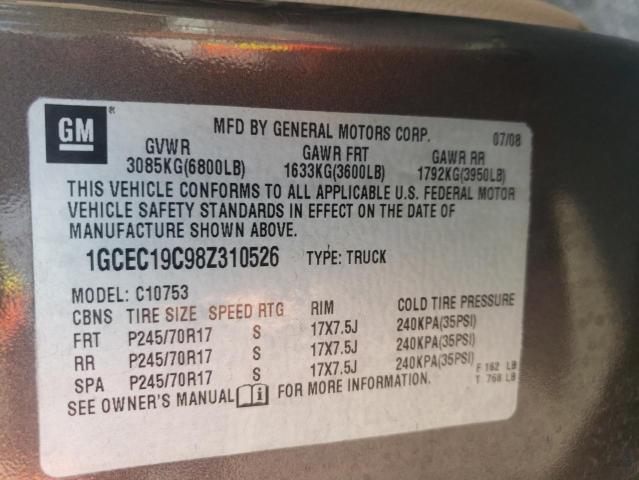 GM ®
MFD BY GENERAL MOTORS CORP. 07/08
GVWR GAWR FRT GAWR RR
3085KG(6800LB) 1633KG(3600LB) 1792KG(3950LB)
THIS VEHICLE CONFORMS TO ALL APPLICABLE U.S. FEDERAL MOTOR
VEHICLE SAFETY STANDARDS IN EFFECT ON THE DATE OF
MANUFACTURE SHOWN ABOVE.
1GCEC19C98Z310526 TYPE: TRUCK
MODEL: C10753
CBNS TIRE SIZE SPEED RTG RIM COLD TIRE PRESSURE
FRT P245/70R17 S 17X7.5J 240KPA(35PSI)
RR P245/70R17 S 17X7.5J 240KPA(35PSI)
SPA P245/70R17 S 17X7.5J 240KPA(35PSI) F 162 LB
SEE OWNER'S MANUAL i FOR MORE INFORMATION. T 768 LB